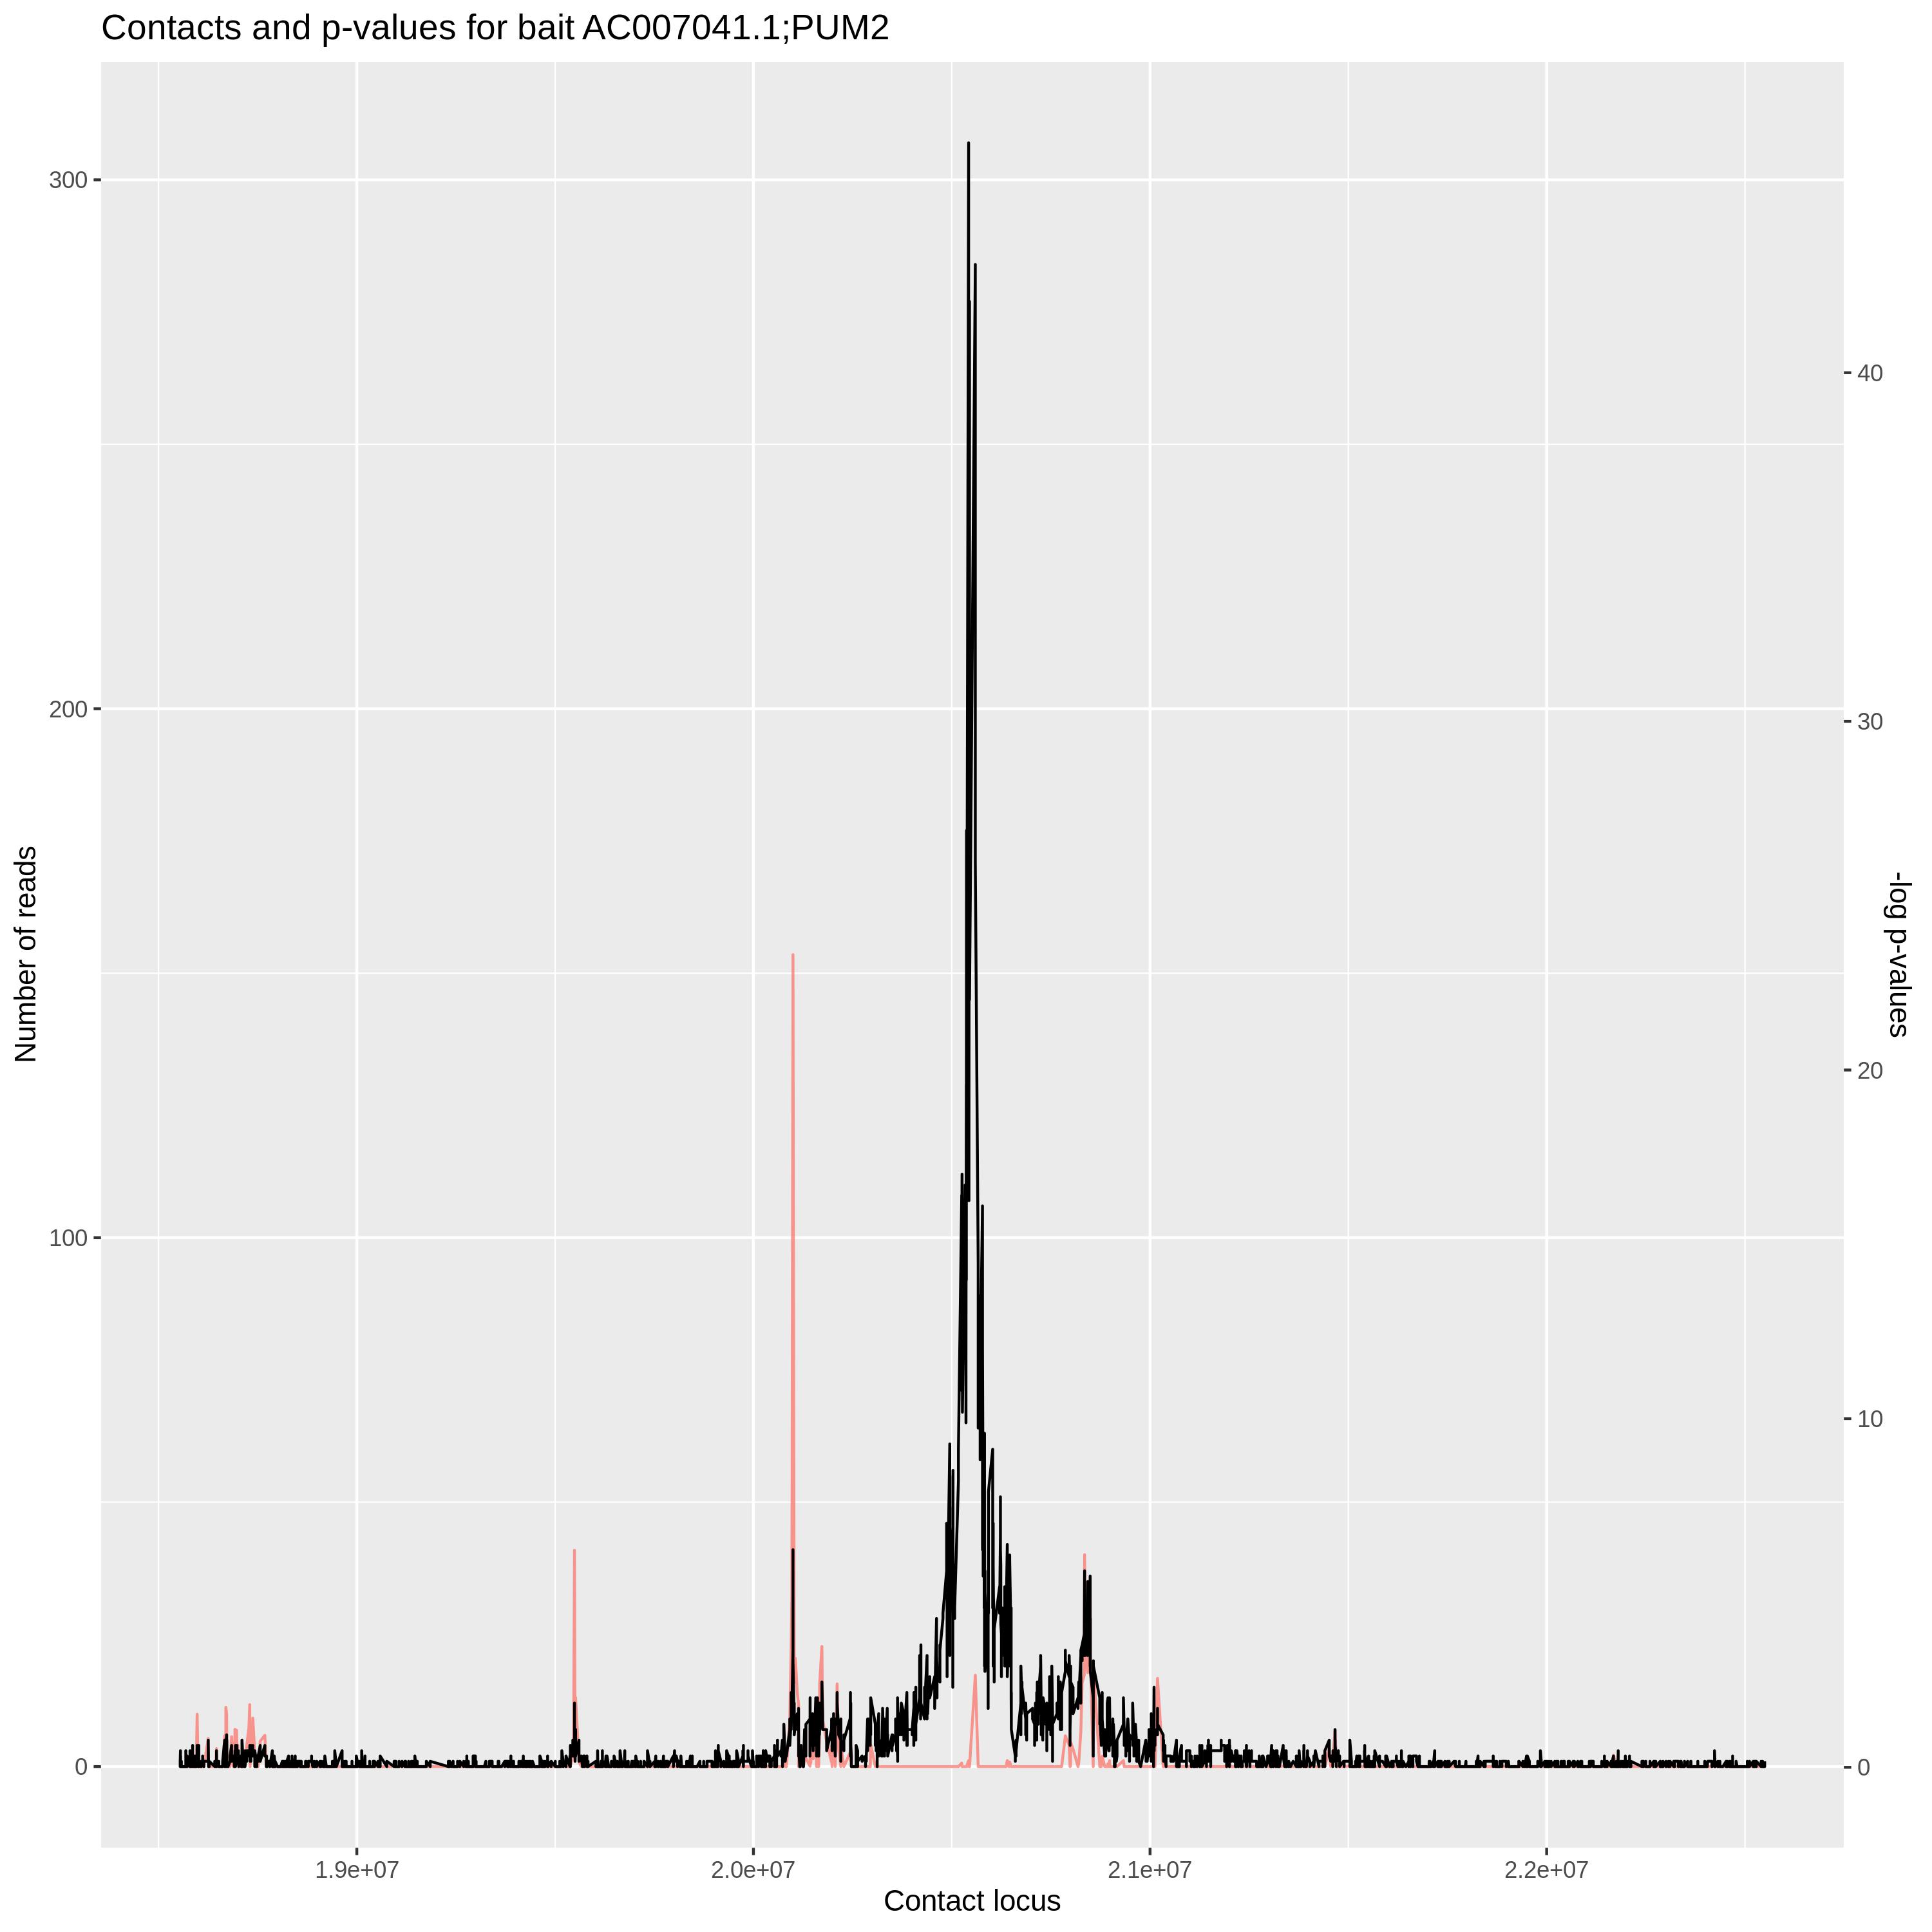 Contacts and p-values for bait AC007041.1;PUM2
300
200
100
0
Number of reads
40
30
20
10
0
-log p-values
1.9e+07
2.0e+07
2.1e+07
2.2e+07
Contact locus